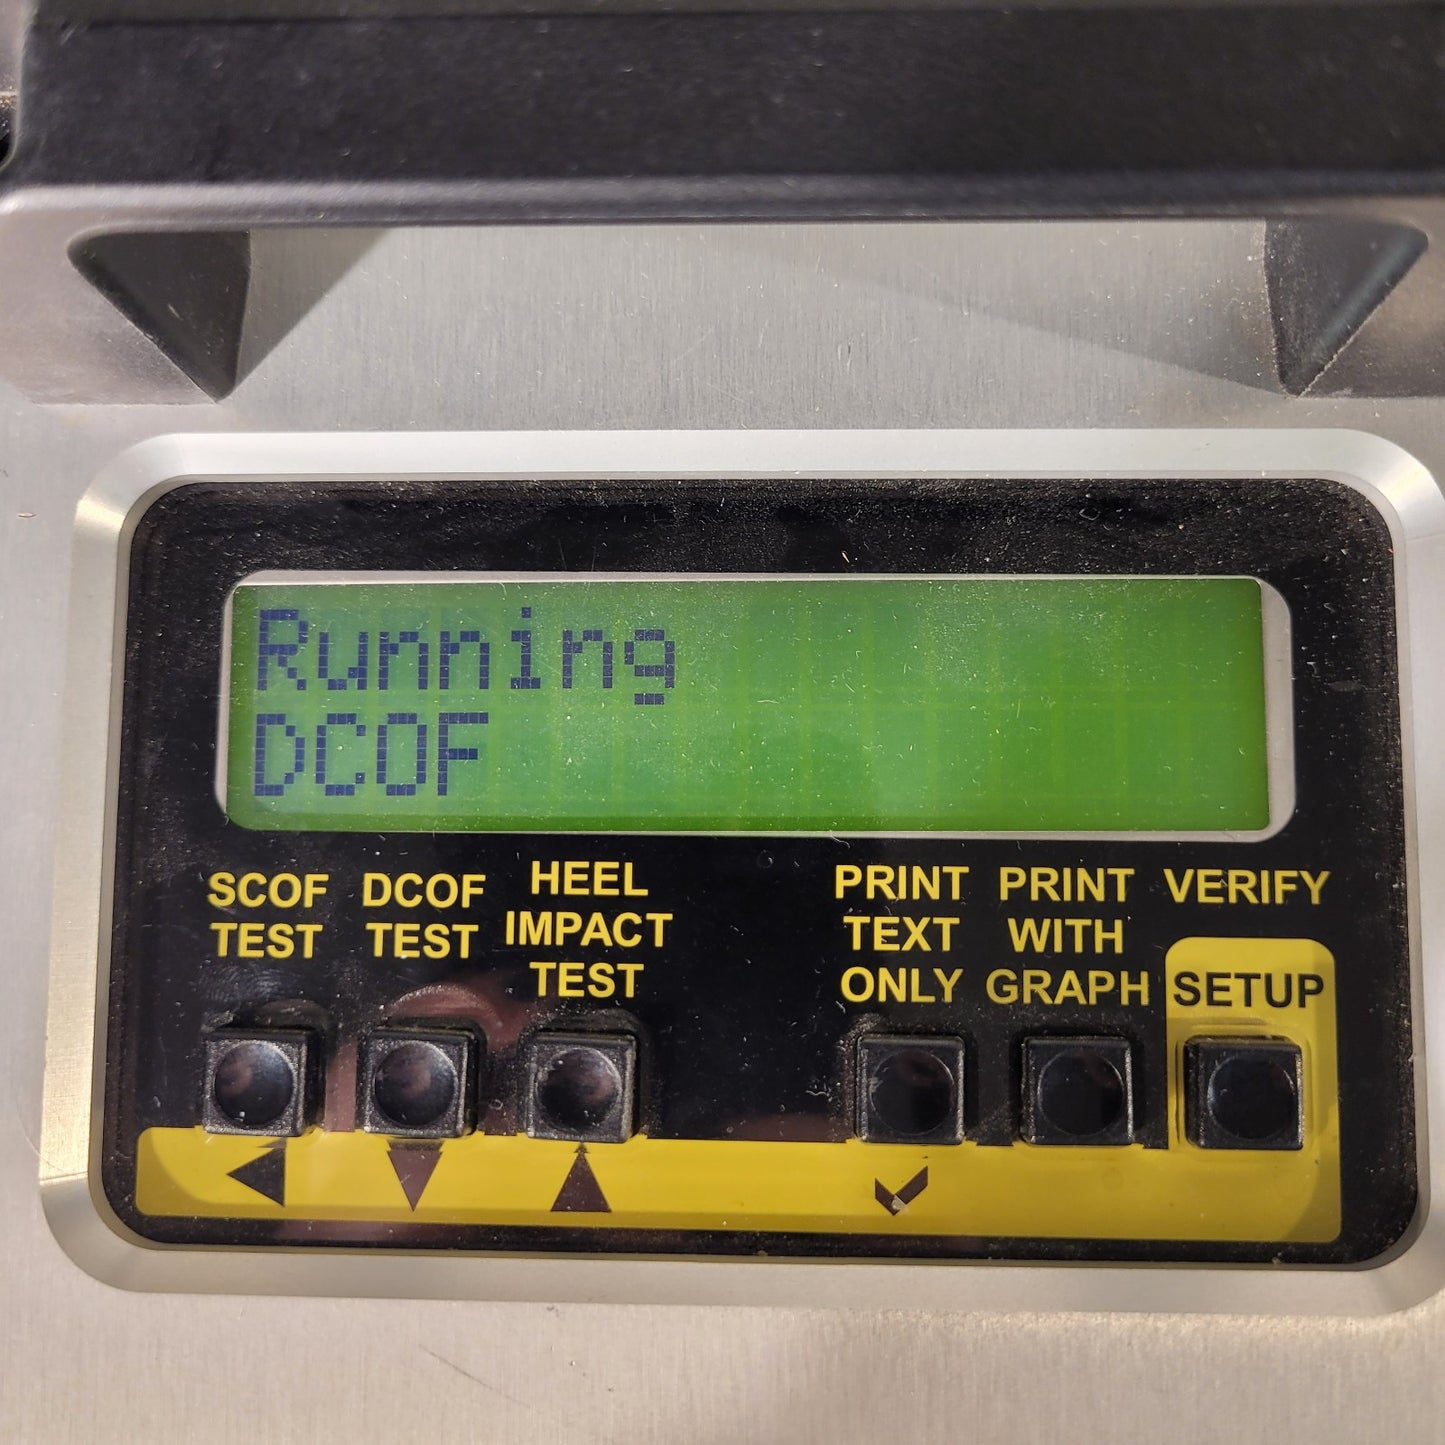 Running
DCOF
SCOF
TEST
DCOF
TEST
HEEL
IMPACT
TEST
PRINT
TEXT
ONLY
PRINT
WITH
GRAPH
VERIFY
SETUP